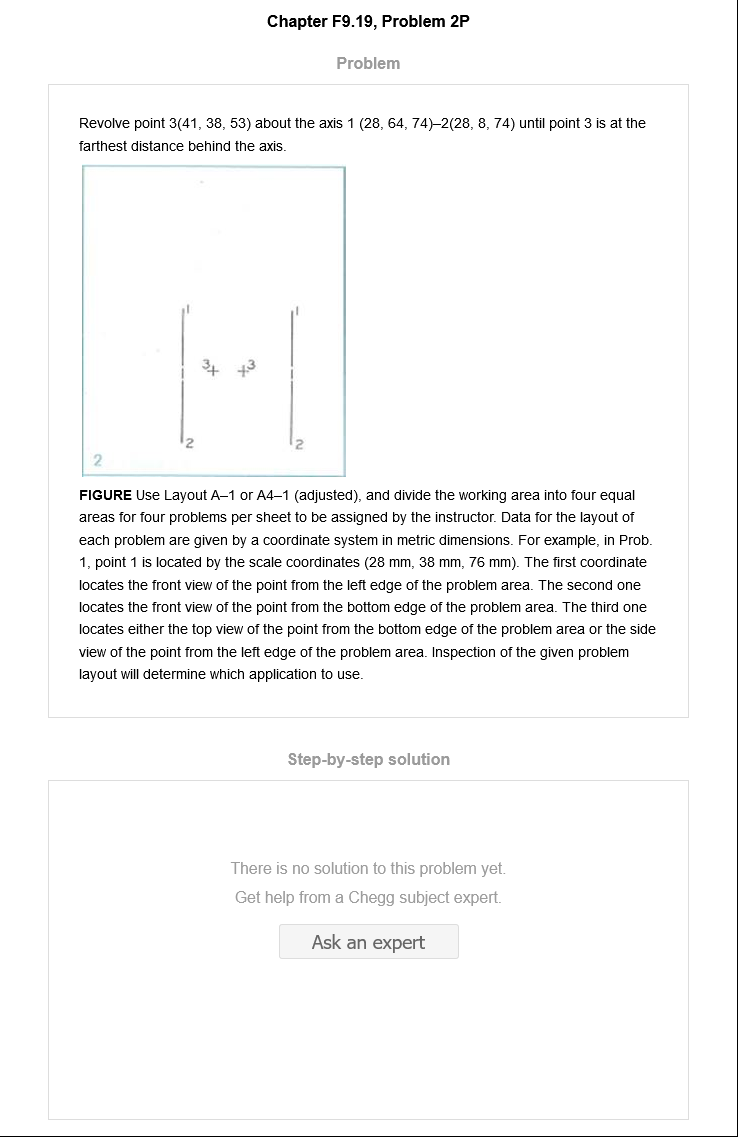 Chapter F9.19, Problem 2P
Problem
Revolve point 3(41, 38, 53) about the axis 1 (28, 64, 74)–2(28, 8, 74) until point 3 is at the
farthest distance behind the axis.
1 1
3 3
2 2
2
FIGURE Use Layout A–1 or A4–1 (adjusted), and divide the working area into four equal
areas for four problems per sheet to be assigned by the instructor. Data for the layout of
each problem are given by a coordinate system in metric dimensions. For example, in Prob.
1, point 1 is located by the scale coordinates (28 mm, 38 mm, 76 mm). The first coordinate
locates the front view of the point from the left edge of the problem area. The second one
locates the front view of the point from the bottom edge of the problem area. The third one
locates either the top view of the point from the bottom edge of the problem area or the side
view of the point from the left edge of the problem area. Inspection of the given problem
layout will determine which application to use.
Step-by-step solution
There is no solution to this problem yet.
Get help from a Chegg subject expert.
Ask an expert